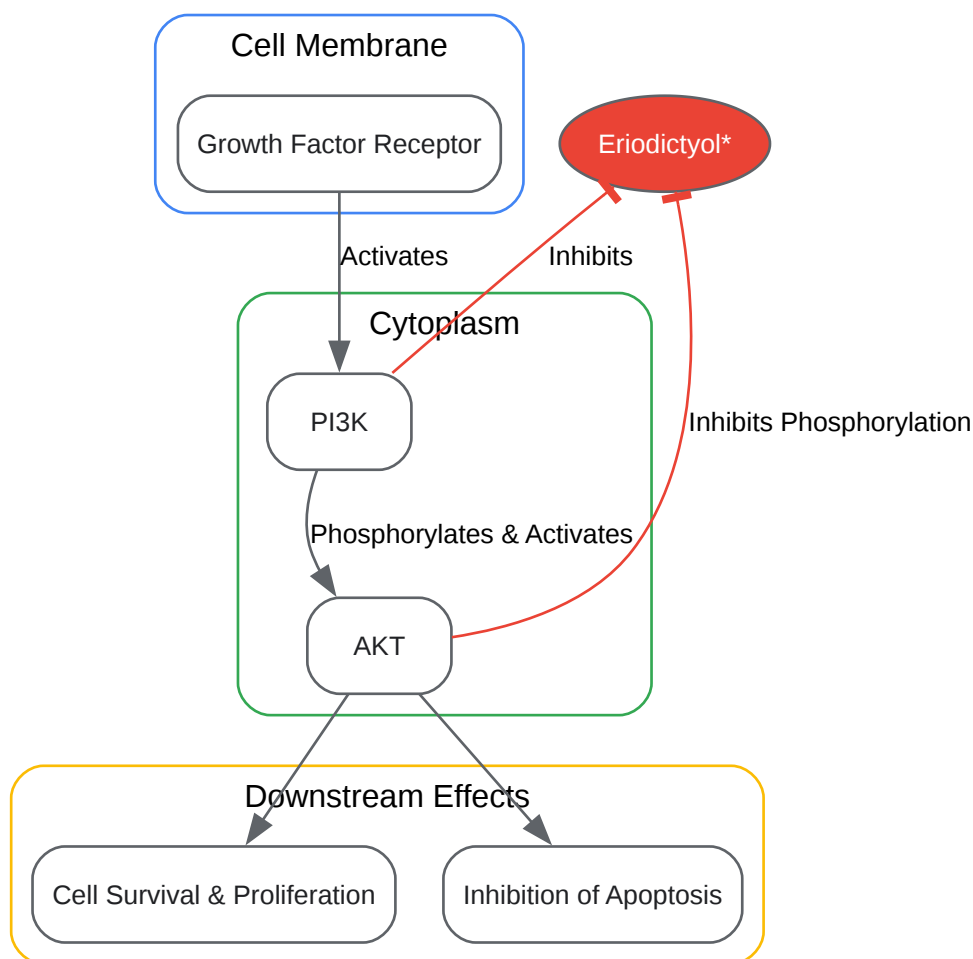 Cell Membrane
Growth Factor Receptor
Eriodictyol*
Activates
Inhibits
Cytoplasm
PI3K
Inhibits Phosphorylation
Phosphorylates & Activates
AKT
Downstream Effects
Cell Survival & Proliferation
Inhibition of Apoptosis